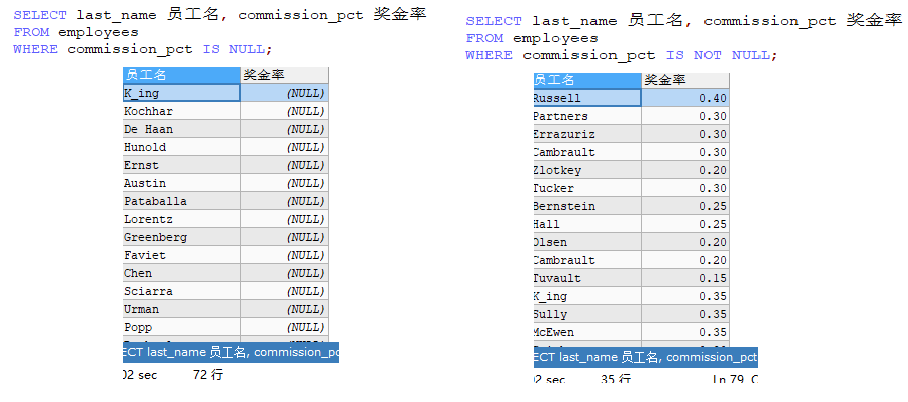 SELECT last_name 员工名, commission_pct 奖金率
FROM employees
WHERE commission_pct IS NULL;
员工名 奖金率
K_ing (NULL)
Kochhar (NULL)
De Haan (NULL)
Hunold (NULL)
Ernst (NULL)
Austin (NULL)
Pataballa (NULL)
Lorentz (NULL)
Greenberg (NULL)
Faviet (NULL)
Chen (NULL)
Sciarra (NULL)
Urman (NULL)
Popp (NULL)
ECT last_name 员工名, commission_pc
02 sec 72 行
SELECT last_name 员工名, commission_pct 奖金率
FROM employees
WHERE commission_pct IS NOT NULL;
员工名 奖金率
Russell 0.40
Partners 0.30
Errazuriz 0.30
Cambrault 0.30
Zlotkey 0.20
Tucker 0.30
Bernstein 0.25
Hall 0.25
Olsen 0.20
Cambrault 0.20
Tuvault 0.15
K_ing 0.35
Sully 0.35
McEwen 0.35
ECT last_name 员工名, commission_pct
02 sec 35 行 Ln 79, C